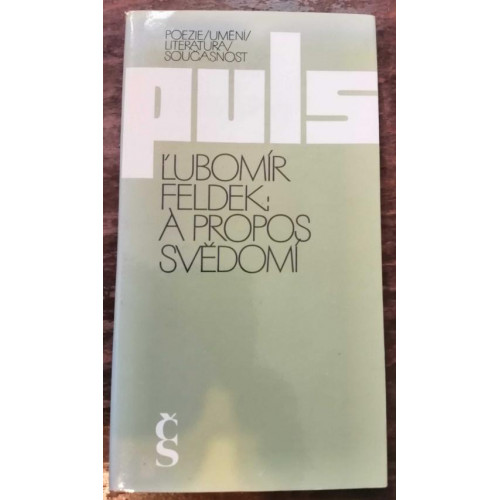 POEZIE/UMĚNÍ/
LITERATURA/
SOUČASNOST
puls
ĽUBOMÍR
FELDEK:
À PROPOS
SVĚDOMÍ
ČS